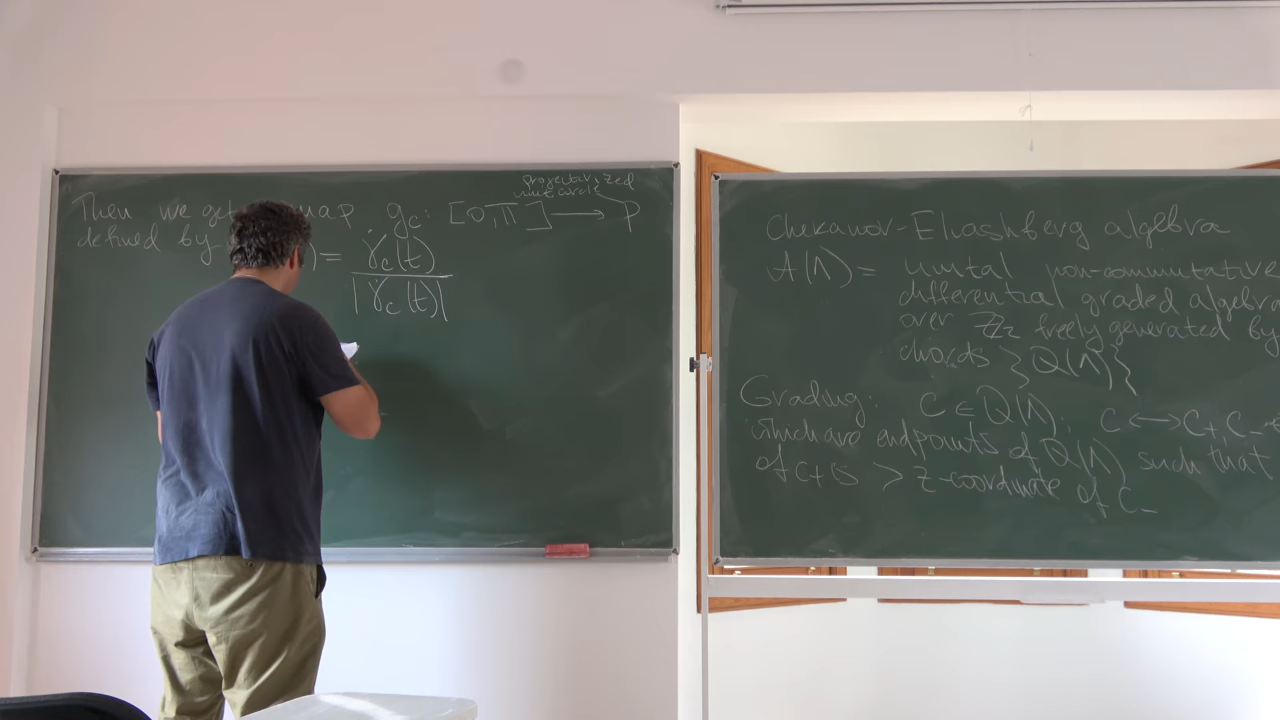 Then we get map g_c: [0,π] → P
projectivized
unit circle
defined by ) = γ̇_c(t)
|γ̇_c(t)|
Chekanov-Eliashberg algebra
A(Λ) = unital non-commutative
differential graded algebra
over ℤ₂ freely generated by
chords {Q(Λ)}
Grading: c ∈ Q(Λ), c ↔ c+, c-
which are endpoints of Q(Λ) such that
of c+ is > z-coordinate of c-